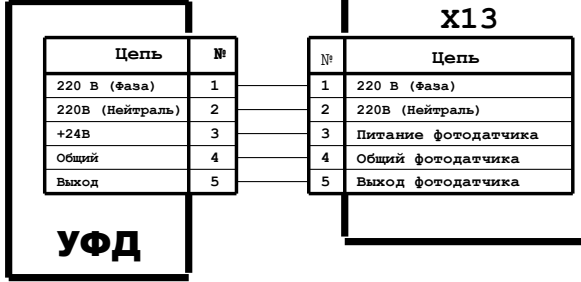 X13
Цепь № № Цепь
220 В (Фаза) 1 1 220 В (Фаза)
220В (Нейтраль) 2 2 220В (Нейтраль)
+24В 3 3 Питание фотодатчика
Общий 4 4 Общий фотодатчика
Выход 5 5 Выход фотодатчика
УФД